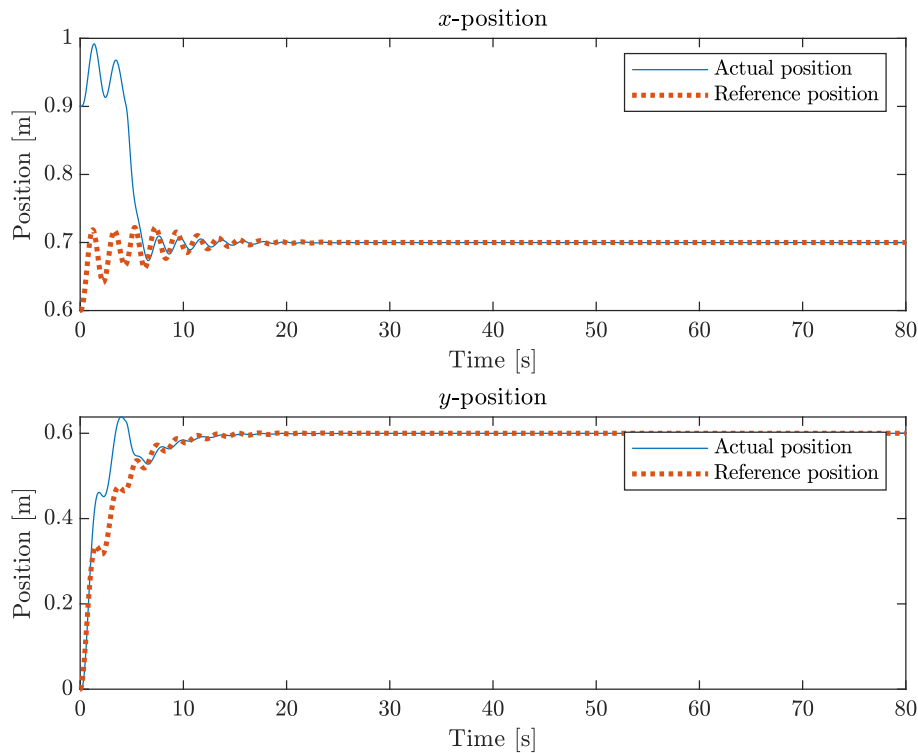 x-position
1
0.9
0.8
0.7
0.6
Position [m]
Actual position
Reference position
0 10 20 30 40 50 60 70 80
Time [s]
y-position
0.6
0.4
0.2
0
Position [m]
Actual position
Reference position
0 10 20 30 40 50 60 70 80
Time [s]